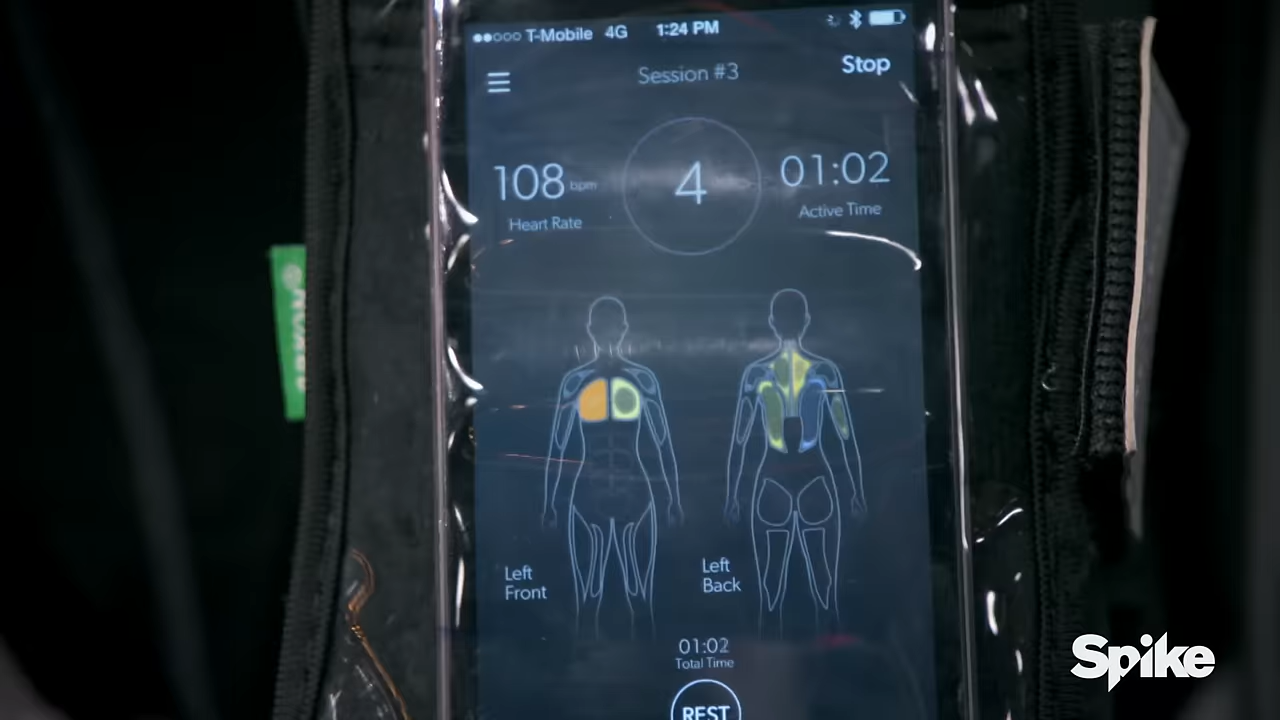 T-Mobile 4G 1:24 PM
Session #3
Stop
108 bpm
Heart Rate
4
01:02
Active Time
Left
Front
Left
Back
01:02
Total Time
REST
Spike